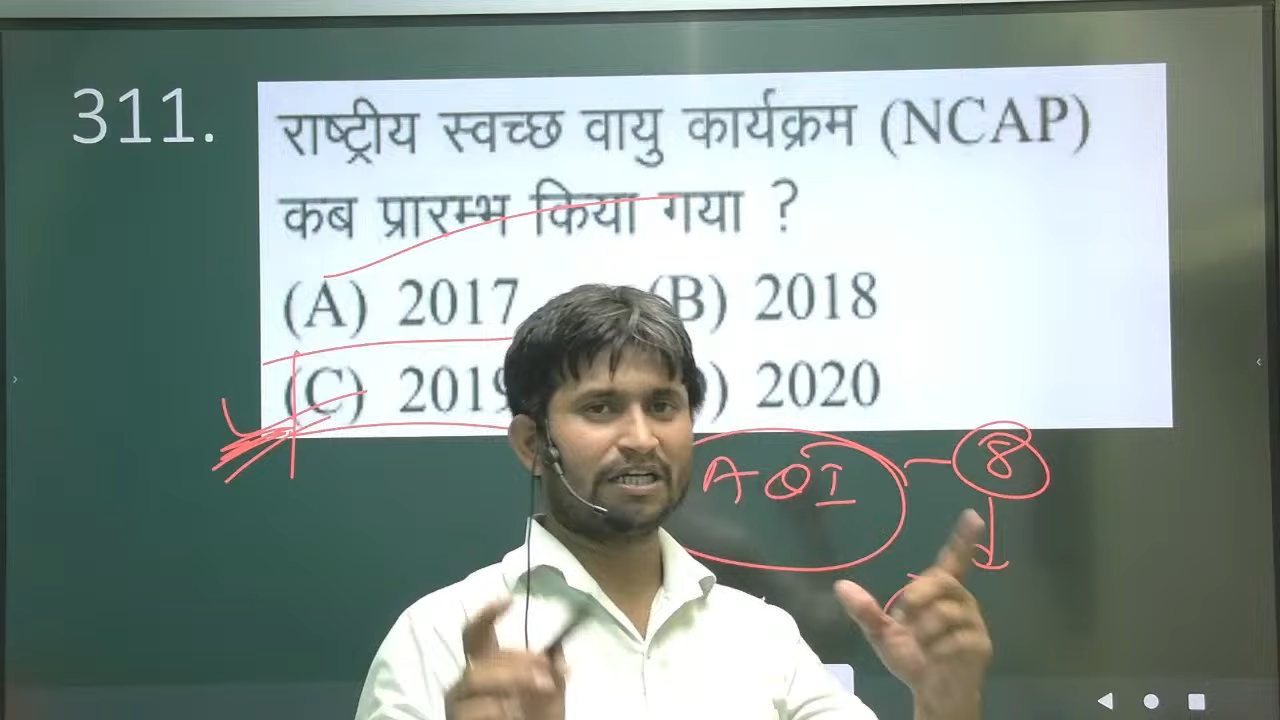 311.
राष्ट्रीय स्वच्छ वायु कार्यक्रम (NCAP)
कब प्रारम्भ किया गया ?
(A) 2017 (B) 2018
(C) 2019 ) 2020
AQI - 8